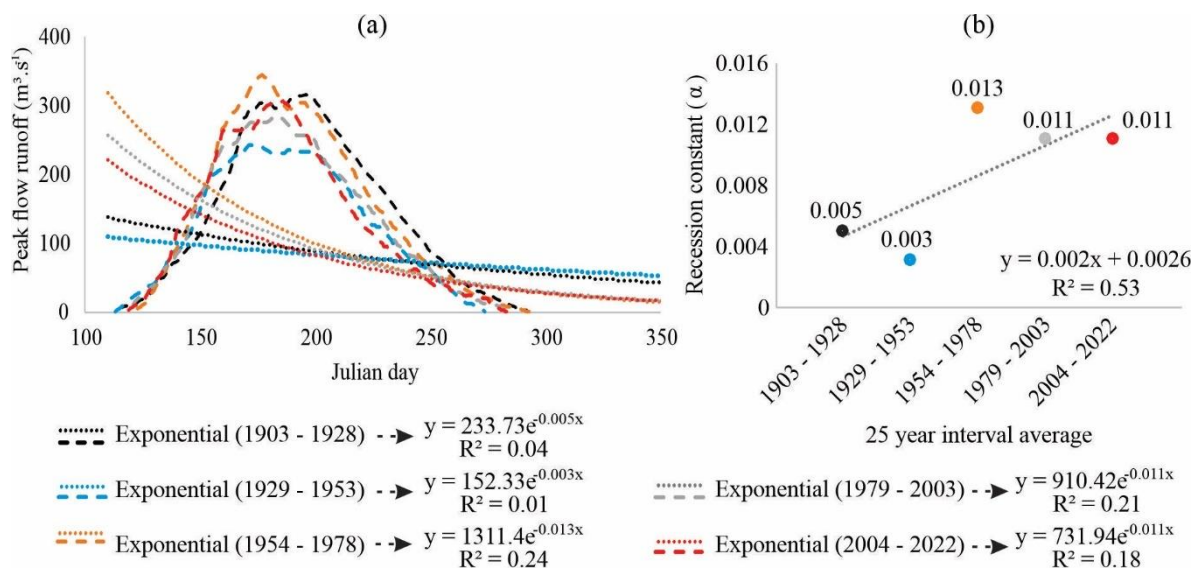 (a)
Peak flow runoff (m³.s¹)
400
300
200
100
0
100
150
200
250
300
350
Julian day
(b)
Recession constant ( α )
0.016
0.012
0.008
0.004
0
0.005
0.003
0.013
0.011
0.011
y = 0.002x + 0.0026
R² = 0.53
1903 - 1928
1929 - 1953
1954 - 1978
1979 - 2003
2004 - 2022
25 year interval average
Exponential (1903 - 1928) y = 233.73e^-0.005x
R² = 0.04
Exponential (1929 - 1953) y = 152.33e^-0.003x
R² = 0.01
Exponential (1954 - 1978) y = 1311.4e^-0.013x
R² = 0.24
Exponential (1979 - 2003) y = 910.42e^-0.011x
R² = 0.21
Exponential (2004 - 2022) y = 731.94e^-0.011x
R² = 0.18